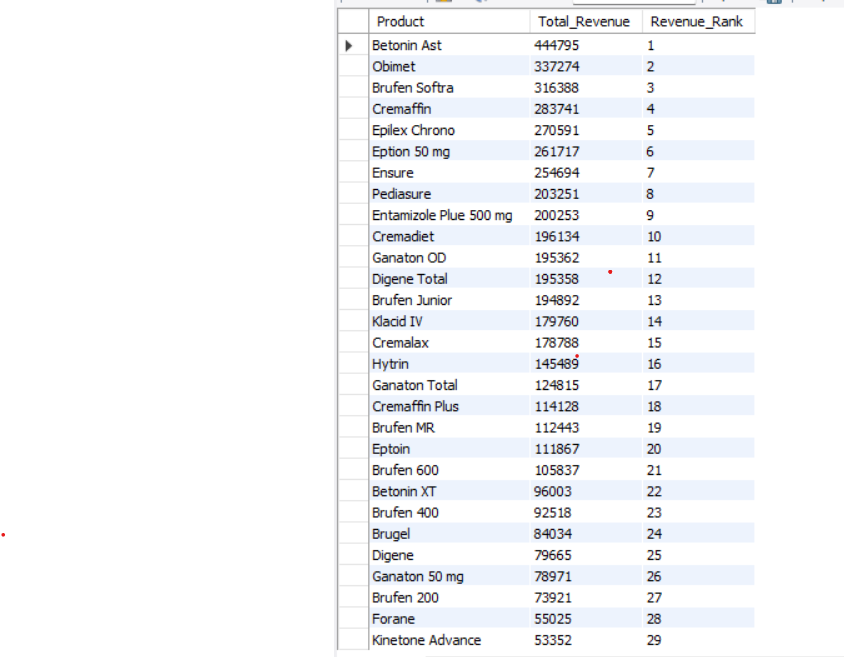 Product Total_Revenue Revenue_Rank
Betonin Ast 444795 1
Obimet 337274 2
Brufen Softra 316388 3
Cremaffin 283741 4
Epilex Chrono 270591 5
Eption 50 mg 261717 6
Ensure 254694 7
Pediasure 203251 8
Entamizole Plue 500 mg 200253 9
Cremadiet 196134 10
Ganaton OD 195362 11
Digene Total 195358 12
Brufen Junior 194892 13
Klacid IV 179760 14
Cremalax 178788 15
Hytrin 145489 16
Ganaton Total 124815 17
Cremaffin Plus 114128 18
Brufen MR 112443 19
Eptoin 111867 20
Brufen 600 105837 21
Betonin XT 96003 22
Brufen 400 92518 23
Brugel 84034 24
Digene 79665 25
Ganaton 50 mg 78971 26
Brufen 200 73921 27
Forane 55025 28
Kinetone Advance 53352 29